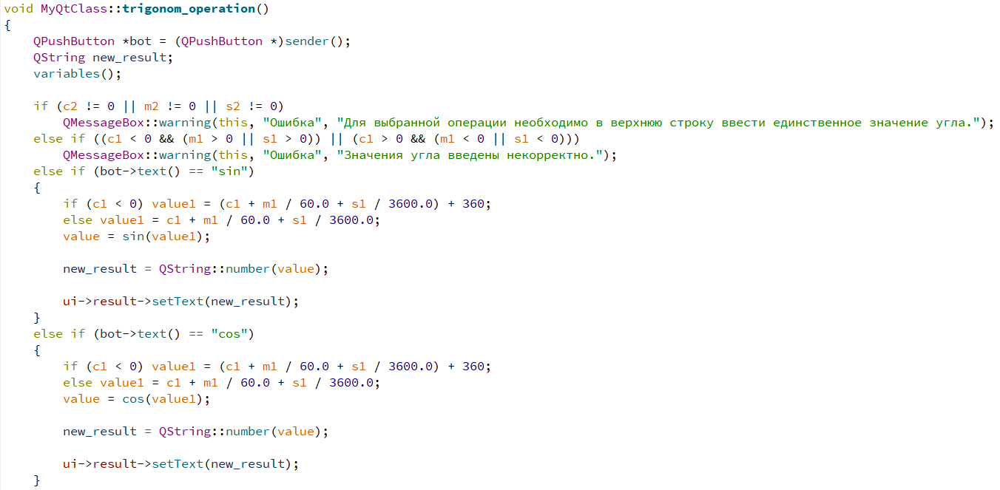 void MyQtClass::trigonom_operation()
{
    QPushButton *bot = (QPushButton *)sender();
    QString new_result;
    variables();

    if (c2 != 0 || m2 != 0 || s2 != 0)
        QMessageBox::warning(this, "Ошибка", "Для выбранной операции необходимо в верхнюю строку ввести единственное значение угла.");
    else if ((c1 < 0 && (m1 > 0 || s1 > 0)) || (c1 > 0 && (m1 < 0 || s1 < 0)))
        QMessageBox::warning(this, "Ошибка", "Значения угла введены некорректно.");
    else if (bot->text() == "sin")
    {
        if (c1 < 0) value1 = (c1 + m1 / 60.0 + s1 / 3600.0) + 360;
        else value1 = c1 + m1 / 60.0 + s1 / 3600.0;
        value = sin(value1);

        new_result = QString::number(value);

        ui->result->setText(new_result);
    }
    else if (bot->text() == "cos")
    {
        if (c1 < 0) value1 = (c1 + m1 / 60.0 + s1 / 3600.0) + 360;
        else value1 = c1 + m1 / 60.0 + s1 / 3600.0;
        value = cos(value1);

        new_result = QString::number(value);

        ui->result->setText(new_result);
    }